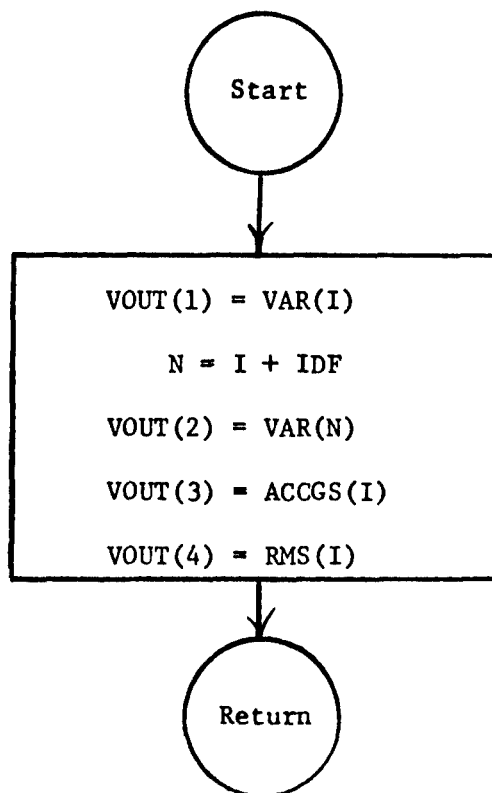 Start
VOUT(1) = VAR(I)
N = I + IDF
VOUT(2) = VAR(N)
VOUT(3) = ACCGS(I)
VOUT(4) = RMS(I)
Return